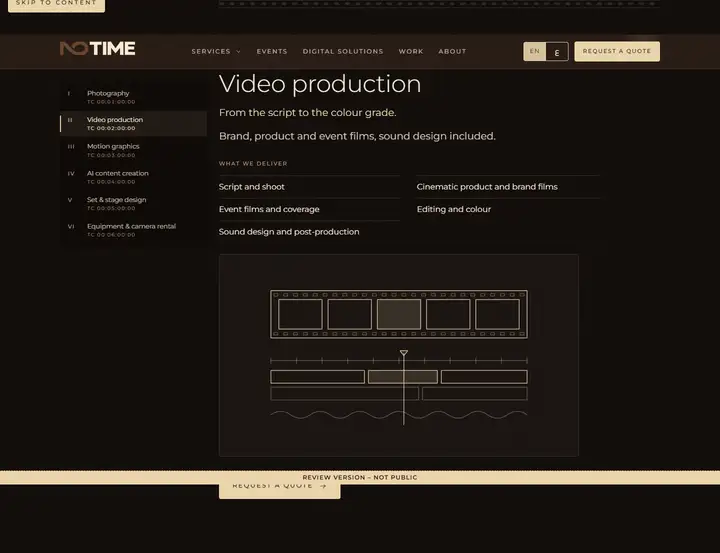 SKIP TO CONTENT
NOTIME
SERVICES
EVENTS
DIGITAL SOLUTIONS
WORK
ABOUT
EN
REQUEST A QUOTE
I Photography
TC 00:01:00:00
II Video production
TC 00:02:00:00
III Motion graphics
TC 00:03:00:00
IV AI content creation
TC 00:04:00:00
V Set & stage design
TC 00:05:00:00
VI Equipment & camera rental
TC 00:06:00:00
Video production
From the script to the colour grade.
Brand, product and event films, sound design included.
WHAT WE DELIVER
Script and shoot
Cinematic product and brand films
Event films and coverage
Editing and colour
Sound design and post-production
REVIEW VERSION – NOT PUBLIC
REQUEST A QUOTE →